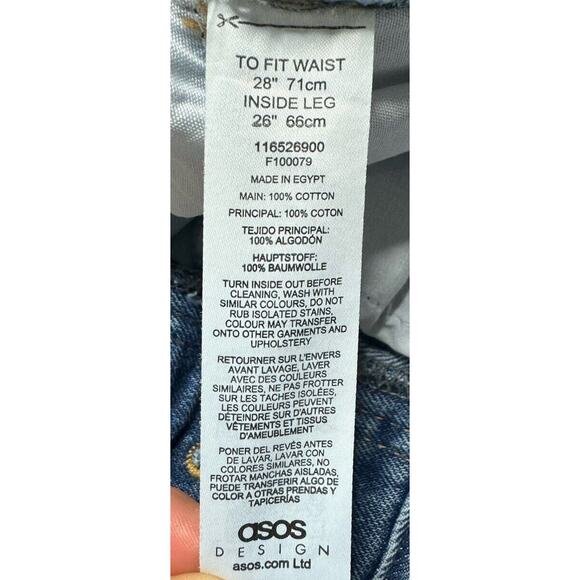 TO FIT WAIST
28" 71cm
INSIDE LEG
26" 66cm
116526900
F100079
MADE IN EGYPT
MAIN: 100% COTTON
PRINCIPAL: 100% COTON
TEJIDO PRINCIPAL:
100% ALGODÓN
HAUPTSTOFF:
100% BAUMWOLLE
TURN INSIDE OUT BEFORE
CLEANING, WASH WITH
SIMILAR COLOURS, DO NOT
RUB ISOLATED STAINS,
COLOUR MAY TRANSFER
ONTO OTHER GARMENTS AND
UPHOLSTERY
RETOURNER SUR L'ENVERS
AVANT LAVAGE, LAVER
AVEC DES COULEURS
SIMILAIRES, NE PAS FROTTER
SUR LES TACHES ISOLÉES,
LES COULEURS PEUVENT
DÉTEINDRE SUR D'AUTRES
VÊTEMENTS ET TISSUS
D'AMEUBLEMENT
PONER DEL REVÉS ANTES
DE LAVAR, LAVAR CON
COLORES SIMILARES, NO
FROTAR MANCHAS AISLADAS,
PUEDE TRANSFERIR ALGO DE
COLOR A OTRAS PRENDAS Y
TAPICERÍAS
asos
DESIGN
asos.com Ltd